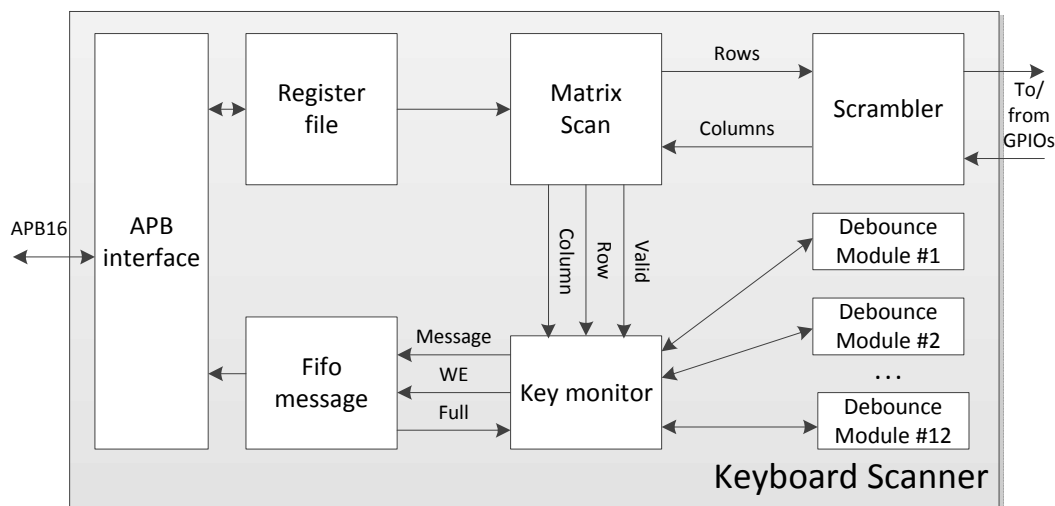 Rows
Register
file
Matrix
Scan
Scrambler
To/
from
GPIOs
Columns
APB16
APB
interface
Column
Row
Valid
Debounce
Module #1
Message
Fifo
message
WE
Key monitor
Full
Debounce
Module #2
...
Debounce
Module #12
Keyboard Scanner